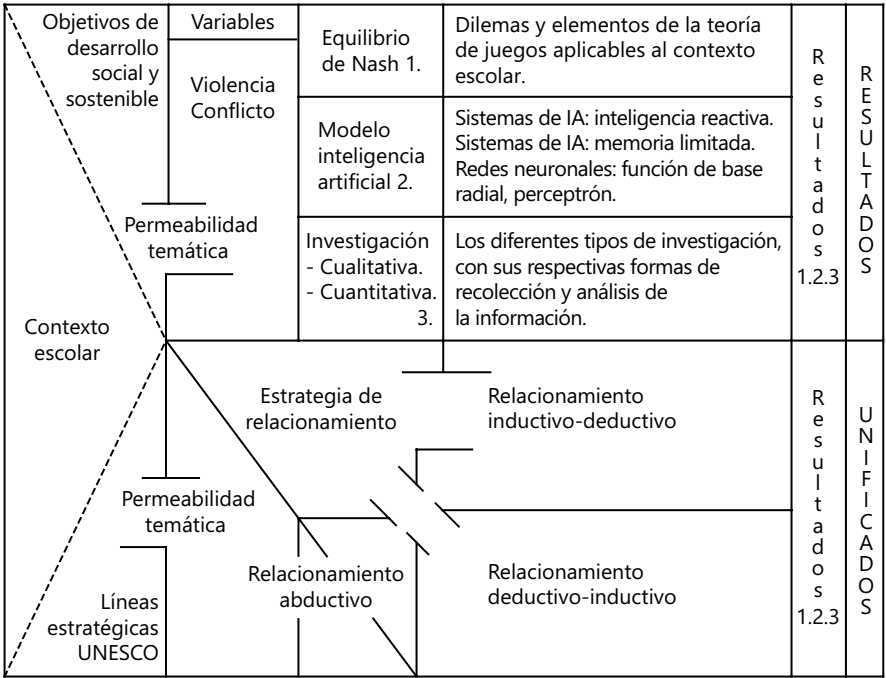 Objetivos de
desarrollo
social y
sostenible
Variables
Violencia
Conflicto
Permeabilidad
temática
Equilibrio
de Nash 1.
Dilemas y elementos de la teoría
de juegos aplicables al contexto
escolar.
Modelo
inteligencia
artificial 2.
Sistemas de IA: inteligencia reactiva.
Sistemas de IA: memoria limitada.
Redes neuronales: función de base
radial, perceptrón.
Investigación
- Cualitativa.
- Cuantitativa.
3.
Los diferentes tipos de investigación,
con sus respectivas formas de
recolección y análisis de
la información.
Resultados
1.2.3
RESULTADOS
Contexto
escolar
Estrategia de
relacionamiento
Relacionamiento
inductivo-deductivo
Permeabilidad
temática
Relacionamiento
abductivo
Relacionamiento
deductivo-inductivo
Líneas
estratégicas
UNESCO
Resultados
1.2.3
UNIFICADOS